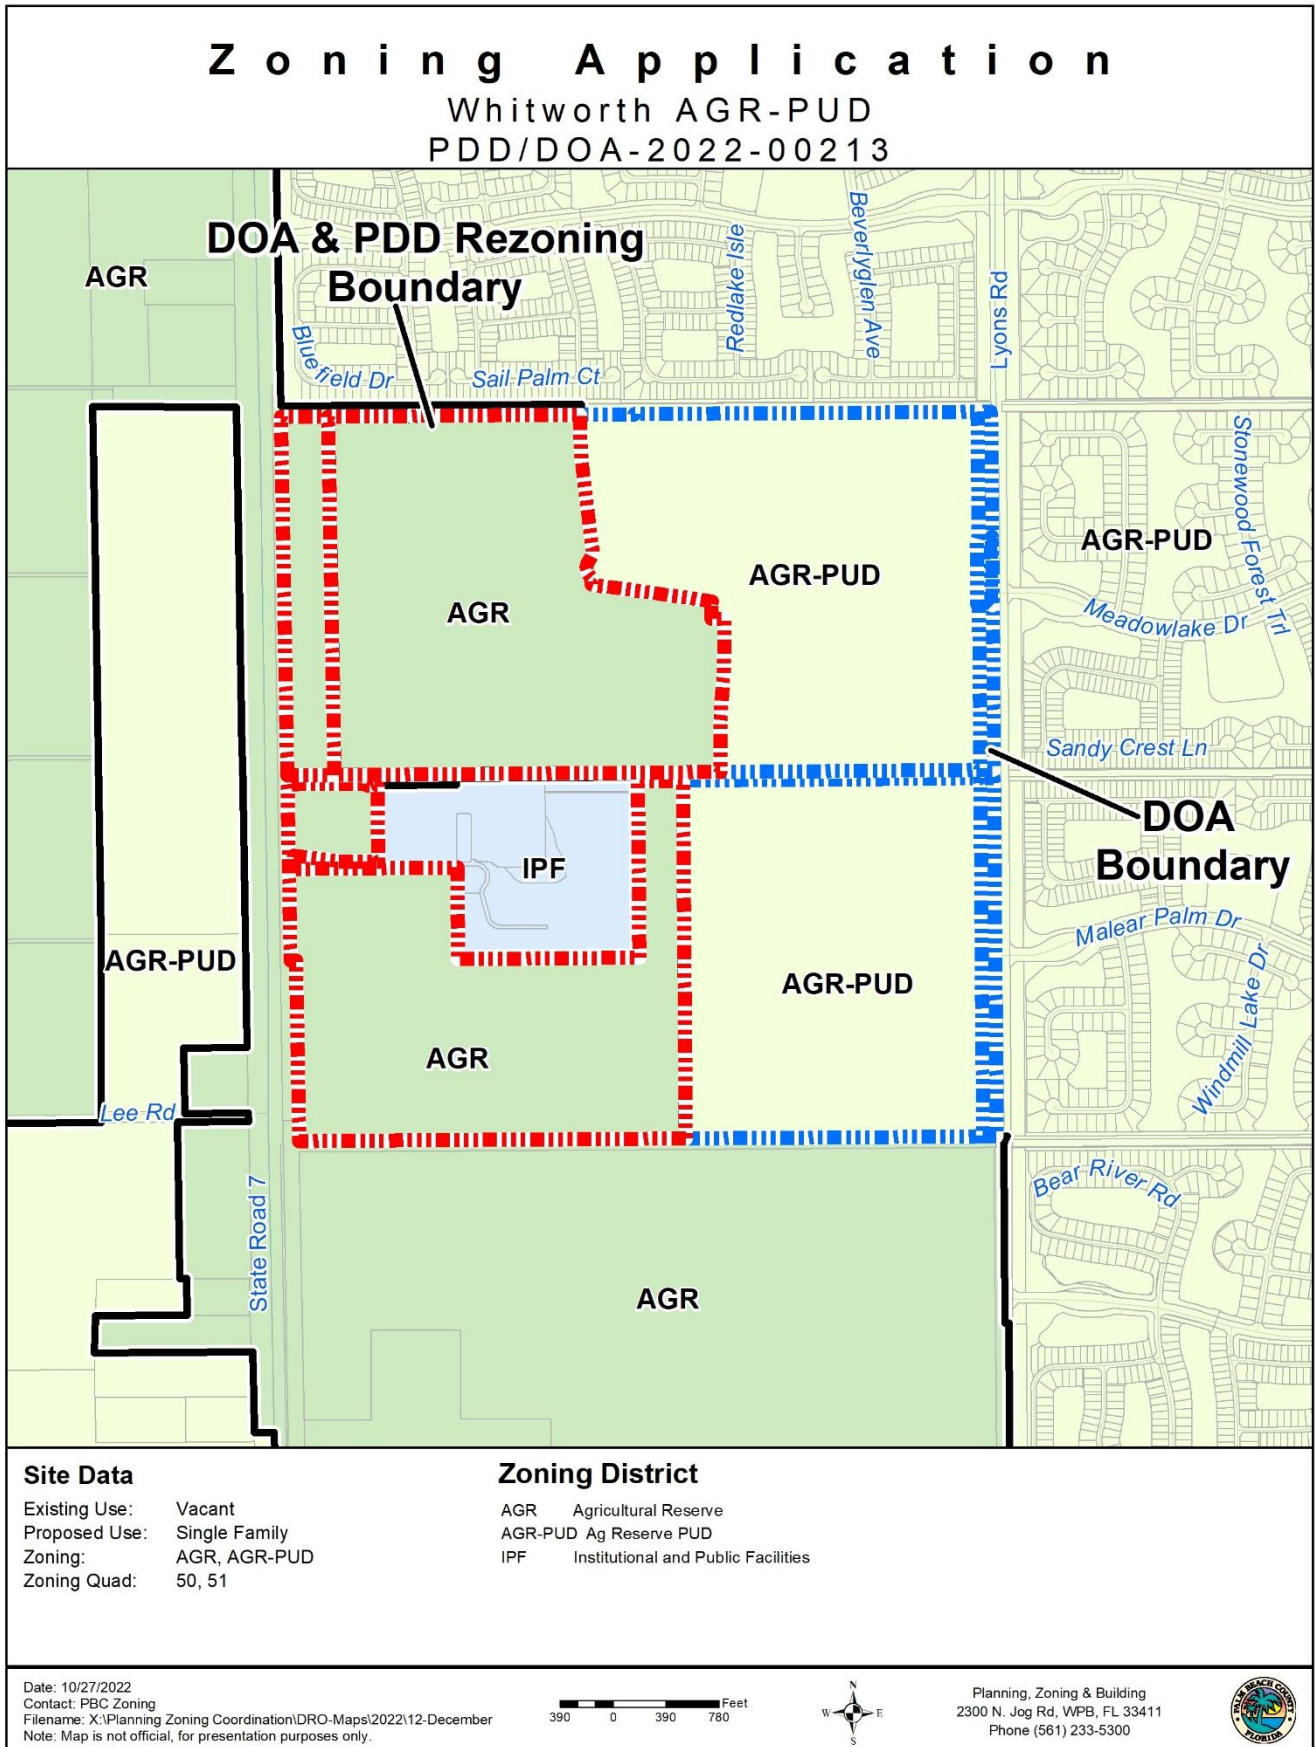 Zoning Application
Whitworth AGR-PUD
PDD/DOA-2022-00213
DOA & PDD Rezoning
Boundary
AGR
Bluefield Dr
Sail Palm Ct
Redlake Isle
Beverlyglen Ave
Lyons Rd
Stonewood Forest Trl
AGR-PUD
AGR-PUD
AGR
Meadowlake Dr
Sandy Crest Ln
DOA
Boundary
IPF
Malear Palm Dr
AGR-PUD
AGR-PUD
Windmill Lake Dr
AGR
Lee Rd
Bear River Rd
State Road 7
AGR
Site Data
Existing Use: Vacant
Proposed Use: Single Family
Zoning: AGR, AGR-PUD
Zoning Quad: 50, 51
Zoning District
AGR Agricultural Reserve
AGR-PUD Ag Reserve PUD
IPF Institutional and Public Facilities
Date: 10/27/2022
Contact: PBC Zoning
Filename: X:\Planning Zoning Coordination\DRO-Maps\2022\12-December
Note: Map is not official, for presentation purposes only.
Feet
390 0 390 780
N
W E
S
Planning, Zoning & Building
2300 N. Jog Rd, WPB, FL 33411
Phone (561) 233-5300
PALM BEACH COUNTY
FLORIDA